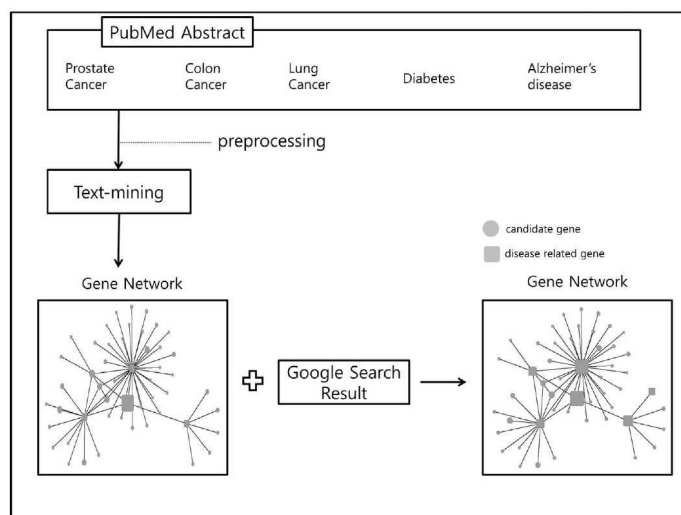 PubMed Abstract
Prostate
Cancer
Colon
Cancer
Lung
Cancer
Diabetes
Alzheimer's
disease
preprocessing
Text-mining
candidate gene
disease related gene
Gene Network
Gene Network
Google Search
Result